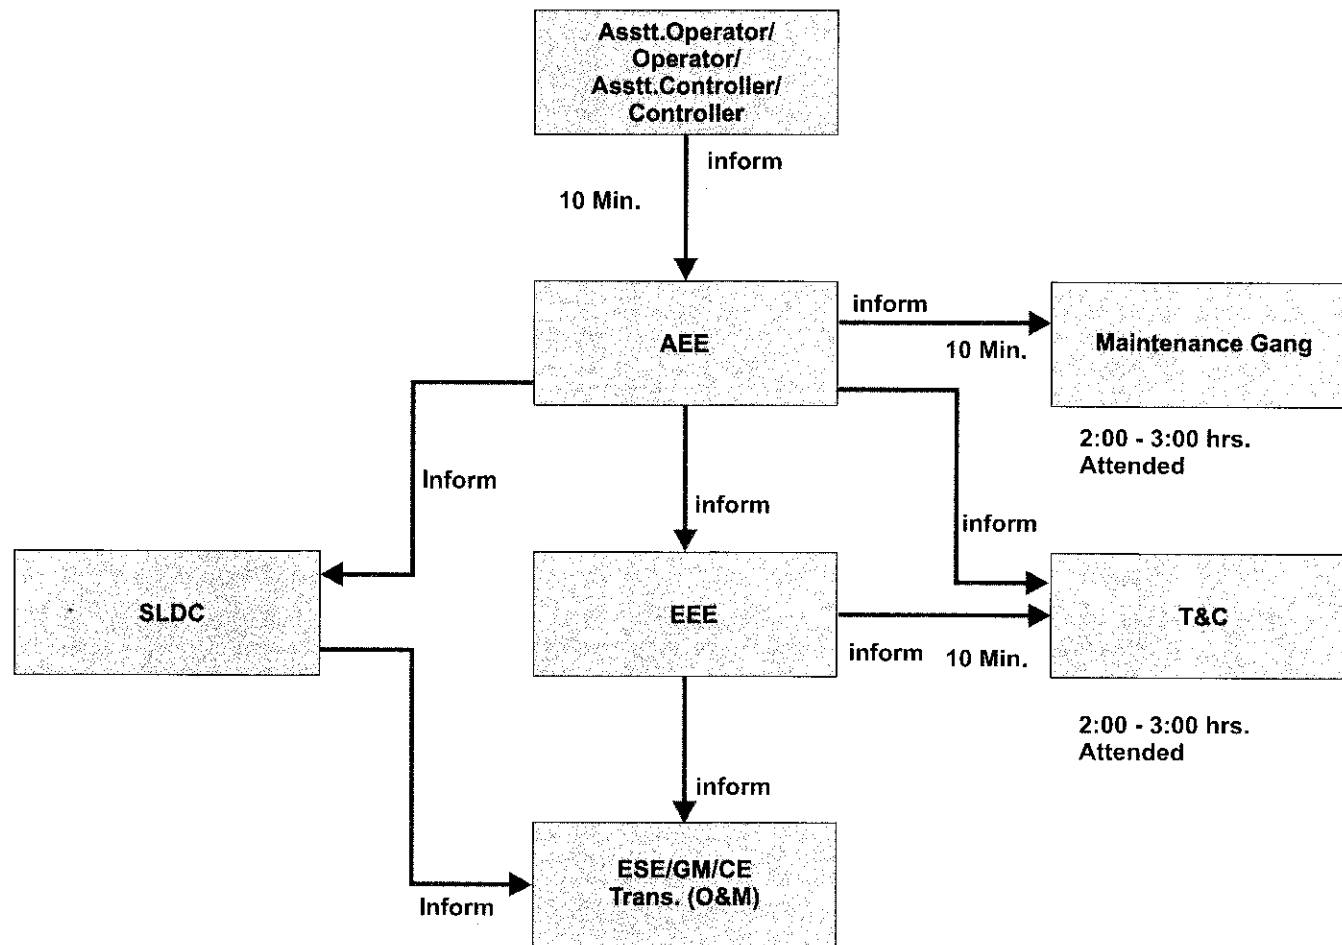 Asstt.Operator/
Operator/
Asstt.Controller/
Controller
inform
10 Min.
AEE
inform
10 Min.
Maintenance Gang
2:00 - 3:00 hrs.
Attended
Inform
inform
inform
SLDC
EEE
inform
10 Min.
T&C
2:00 - 3:00 hrs.
Attended
inform
ESE/GM/CE
Trans. (O&M)
Inform